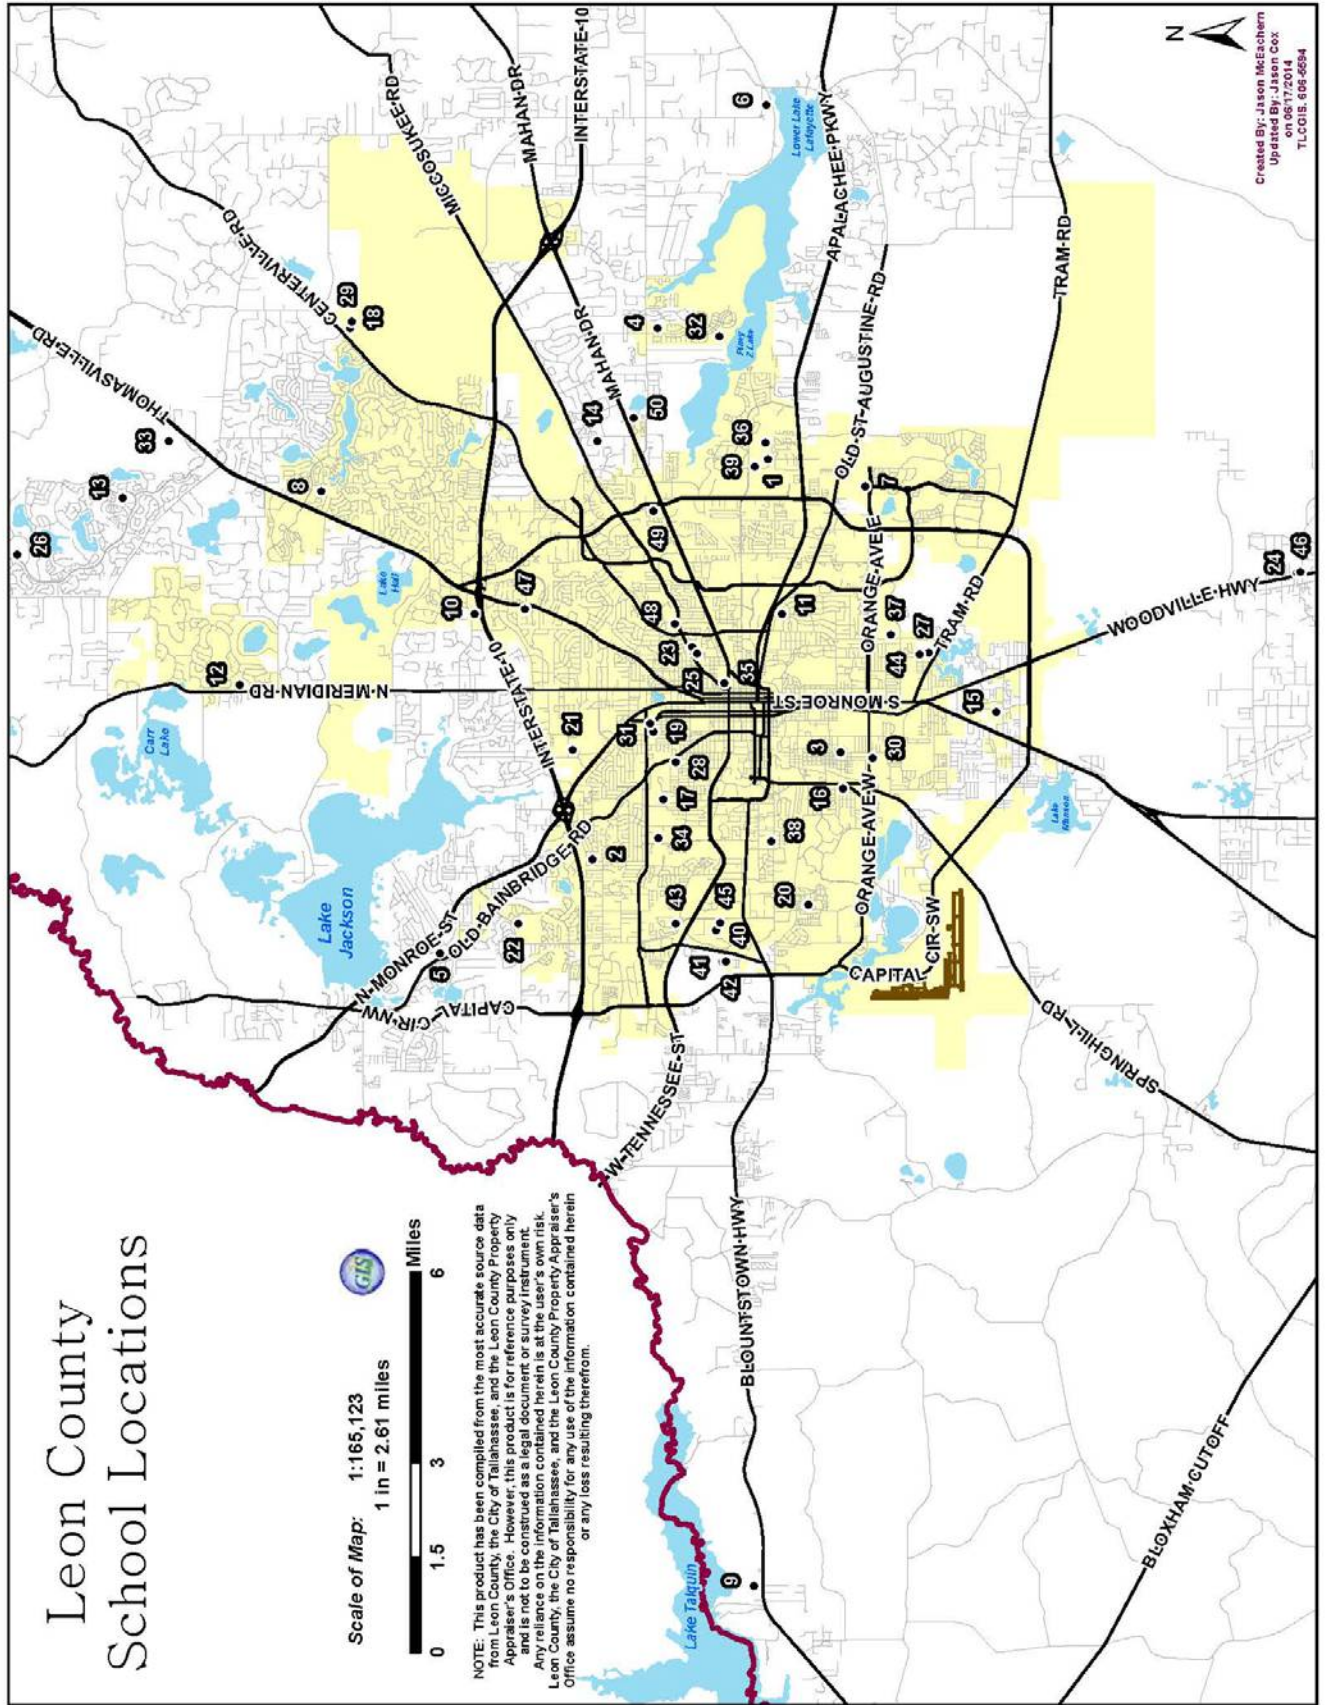 Leon County
School Locations
Scale of Map: 1:165,123
1 in = 2.61 miles
GIS
0 1.5 3 6 Miles
NOTE: This product has been compiled from the most accurate source data
from Leon County, the City of Tallahassee, and the Leon County Property
Appraiser's Office. However, this product is for reference purposes only
and is not to be construed as a legal document or survey instrument.
Any reliance on the information contained herein is at the user's own risk.
Leon County, the City of Tallahassee, and the Leon County Property Appraiser's
Office assume no responsibility for any use of the information contained herein
or any loss resulting therefrom.
THOMASVILLE RD
CENTERVILLE RD
MICCOSUKEE RD
MAHAN DR
INTERSTATE-10
N MERIDIAN RD
INTERSTATE-10
MAHAN DR
N MONROE ST
OLD BAINBRIDGE RD
CAPITAL CIR NW
W TENNESSEE ST
BLOUNTSTOWN HWY
APALACHEE PKWY
OLD ST AUGUSTINE RD
ORANGE AVE E
ORANGE AVE W
S MONROE ST
TRAM RD
TRAM RD
WOODVILLE HWY
CAPITAL CIR SW
SPRINGHILL RD
BLOXHAM CUTOFF
Carr
Lake
Lake
Jackson
Lake
Hall
Piney
Z Lake
Lower Lake
Lafayette
Lake
Munson
Lake Talquin
26
13
33
8
12
29
18
10
47
21
14
50
4
32
6
49
48
23
25
35
31
19
28
17
34
2
22
5
43
45
40
41
42
20
38
16
3
30
11
39
1
36
7
37
27
44
15
24
46
9
N
Created By: Jason McEachern
Updated By: Jason Cox
on 06/17/2014
TLCGIS. 606-5594